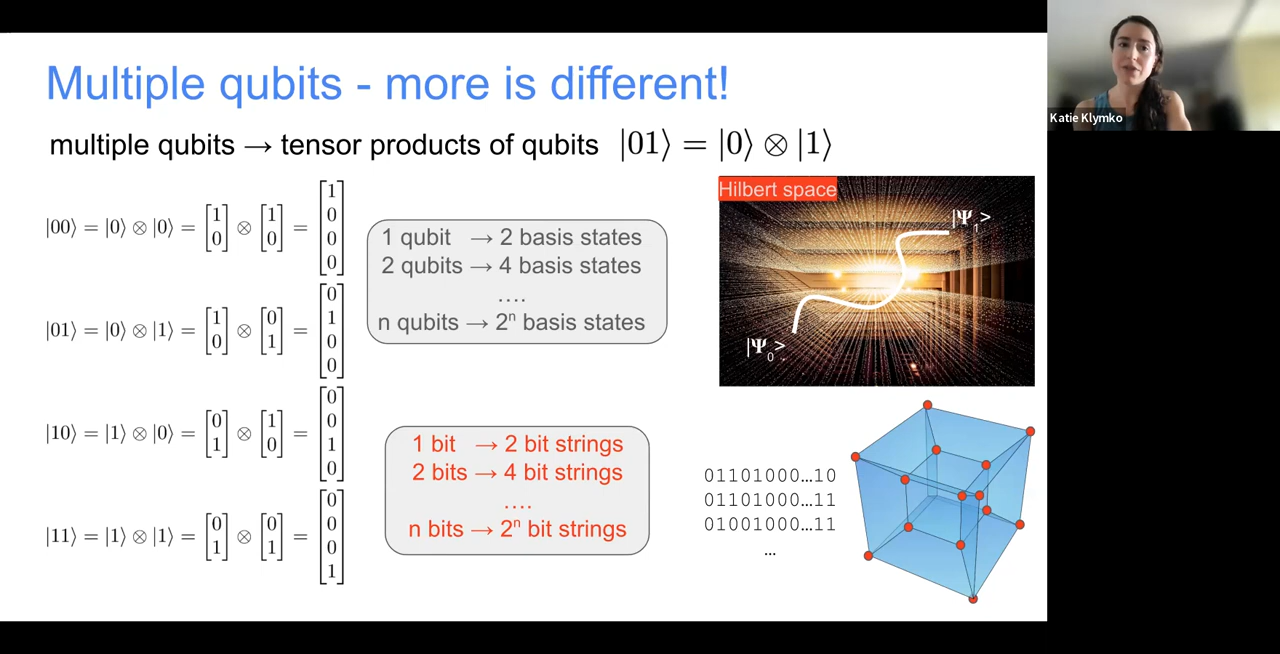 Multiple qubits - more is different!
multiple qubits → tensor products of qubits |01⟩ = |0⟩ ⊗ |1⟩
|00⟩ = |0⟩ ⊗ |0⟩ = [1 0] ⊗ [1 0] = [1 0 0 0]
|01⟩ = |0⟩ ⊗ |1⟩ = [1 0] ⊗ [0 1] = [0 1 0 0]
|10⟩ = |1⟩ ⊗ |0⟩ = [0 1] ⊗ [1 0] = [0 0 1 0]
|11⟩ = |1⟩ ⊗ |1⟩ = [0 1] ⊗ [0 1] = [0 0 0 1]
1 qubit → 2 basis states
2 qubits → 4 basis states
....
n qubits → 2ⁿ basis states
1 bit → 2 bit strings
2 bits → 4 bit strings
....
n bits → 2ⁿ bit strings
Hilbert space
|Ψ₁>
|Ψ₀>
01101000...10
01101000...11
01001000...11
...
Katie Klymko